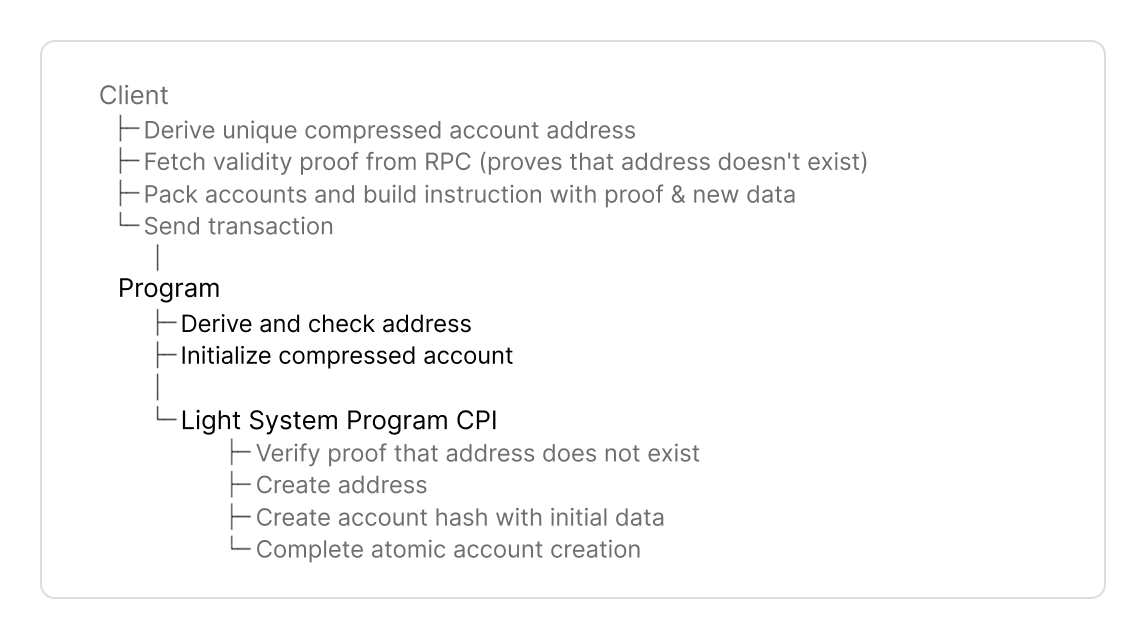 Client
├─ Derive unique compressed account address
├─ Fetch validity proof from RPC (proves that address doesn't exist)
├─ Pack accounts and build instruction with proof & new data
└─ Send transaction
│
Program
├─ Derive and check address
├─ Initialize compressed account
│
└─ Light System Program CPI
├─ Verify proof that address does not exist
├─ Create address
├─ Create account hash with initial data
└─ Complete atomic account creation